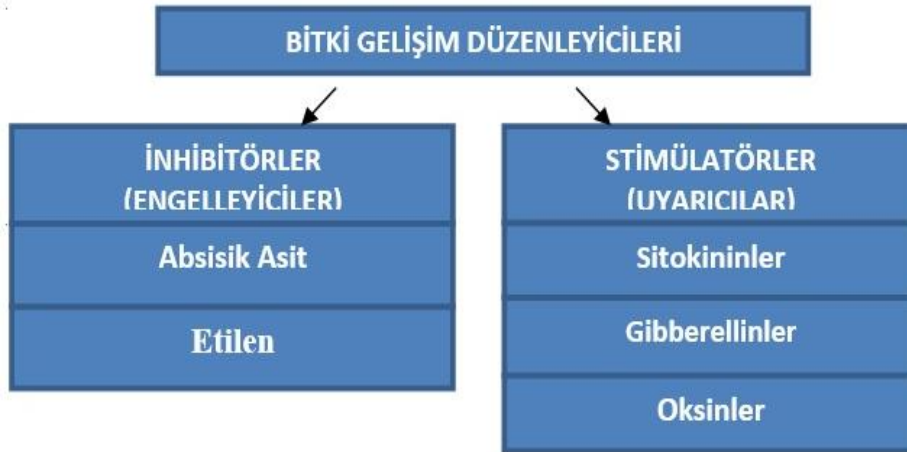 BİTKİ GELİŞİM DÜZENLEYİCİLERİ
İNHİBİTÖRLER
(ENGELLEYİCİLER)
Absisik Asit
Etilen
STİMÜLATÖRLER
(UYARICILAR)
Sitokininler
Gibberellinler
Oksinler